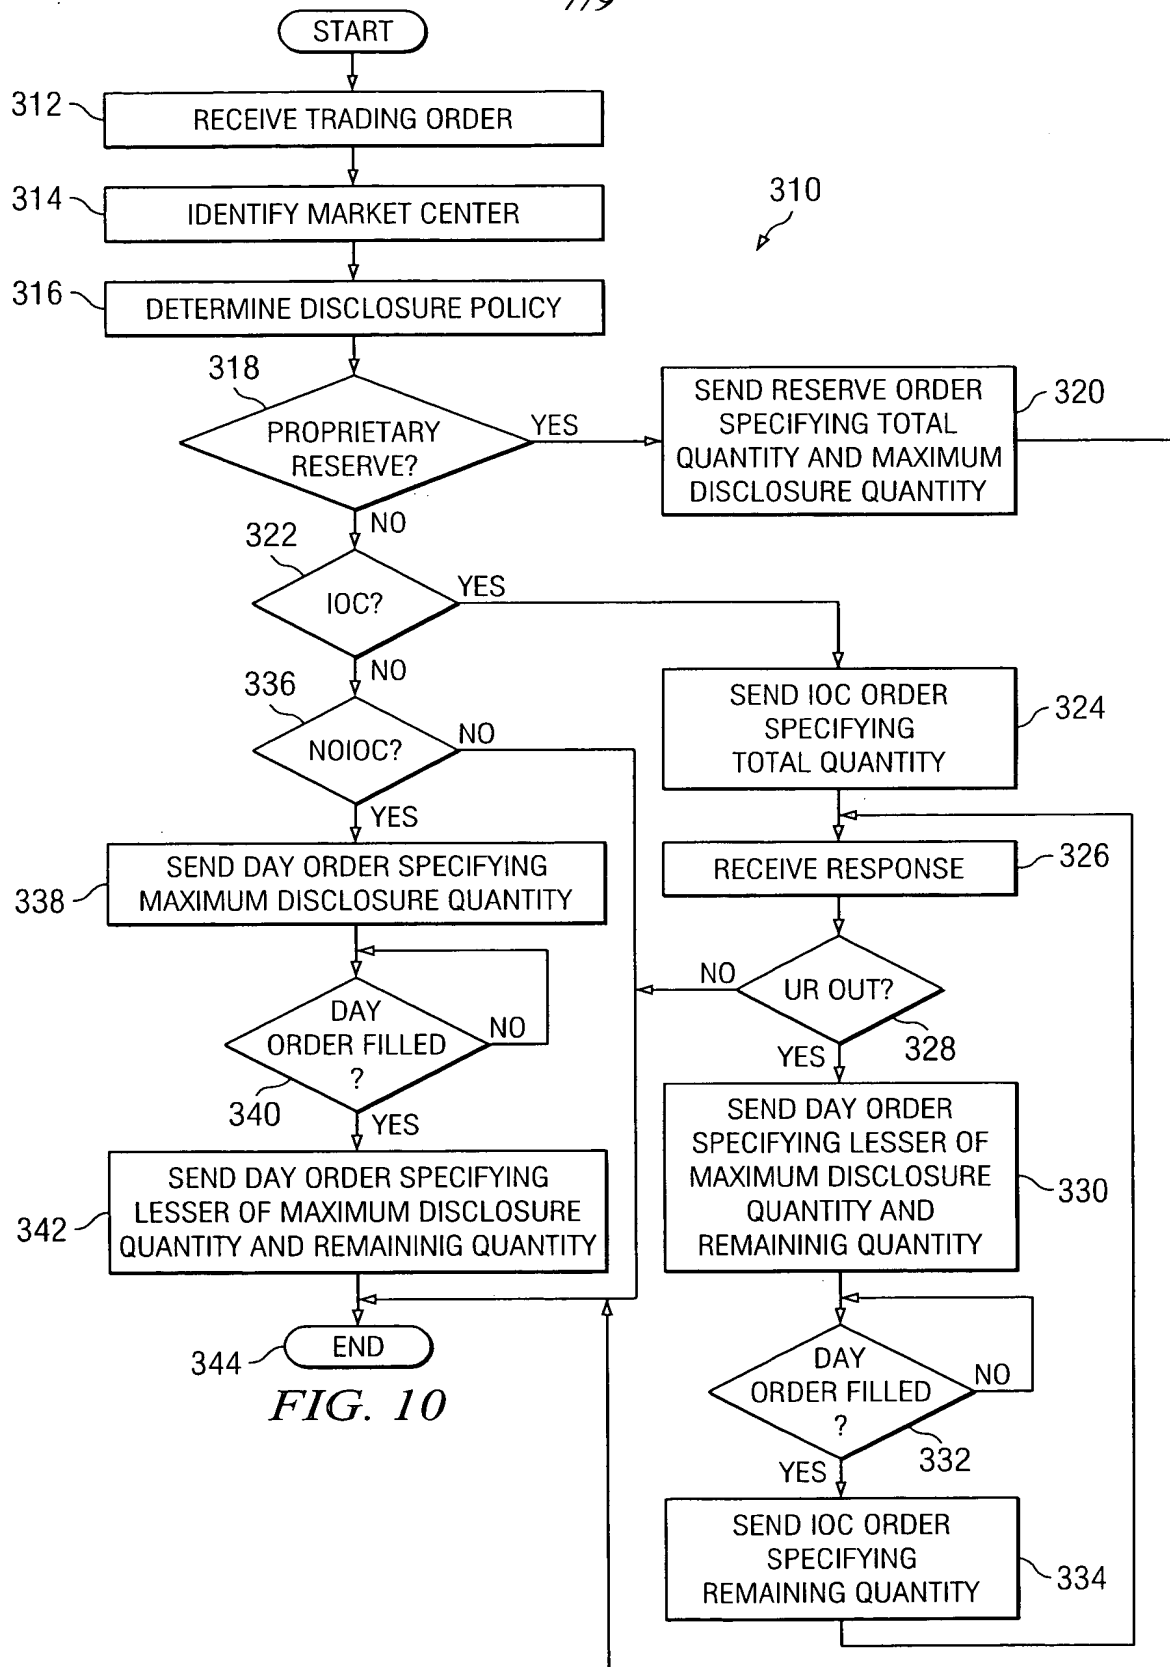 7/9
START
312
RECEIVE TRADING ORDER
314
IDENTIFY MARKET CENTER
310
316
DETERMINE DISCLOSURE POLICY
318
PROPRIETARY
RESERVE?
YES
NO
SEND RESERVE ORDER
SPECIFYING TOTAL
QUANTITY AND MAXIMUM
DISCLOSURE QUANTITY
320
322
IOC?
YES
NO
SEND IOC ORDER
SPECIFYING
TOTAL QUANTITY
324
336
NOIOC?
NO
YES
RECEIVE RESPONSE
326
338
SEND DAY ORDER SPECIFYING
MAXIMUM DISCLOSURE QUANTITY
UR OUT?
NO
328
YES
DAY
ORDER FILLED
?
NO
340
YES
SEND DAY ORDER
SPECIFYING LESSER OF
MAXIMUM DISCLOSURE
QUANTITY AND
REMAININIG QUANTITY
330
342
SEND DAY ORDER SPECIFYING
LESSER OF MAXIMUM DISCLOSURE
QUANTITY AND REMAININIG QUANTITY
344
END
DAY
ORDER FILLED
?
NO
332
YES
SEND IOC ORDER
SPECIFYING
REMAINING QUANTITY
334
FIG. 10